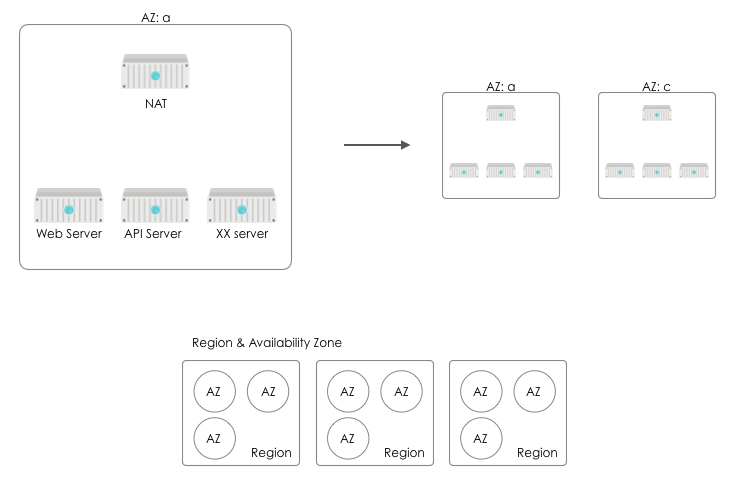 AZ: a
NAT
Web Server
API Server
XX server
AZ: a
AZ: c
Region & Availability Zone
AZ
AZ
AZ
Region
AZ
AZ
AZ
Region
AZ
AZ
AZ
Region